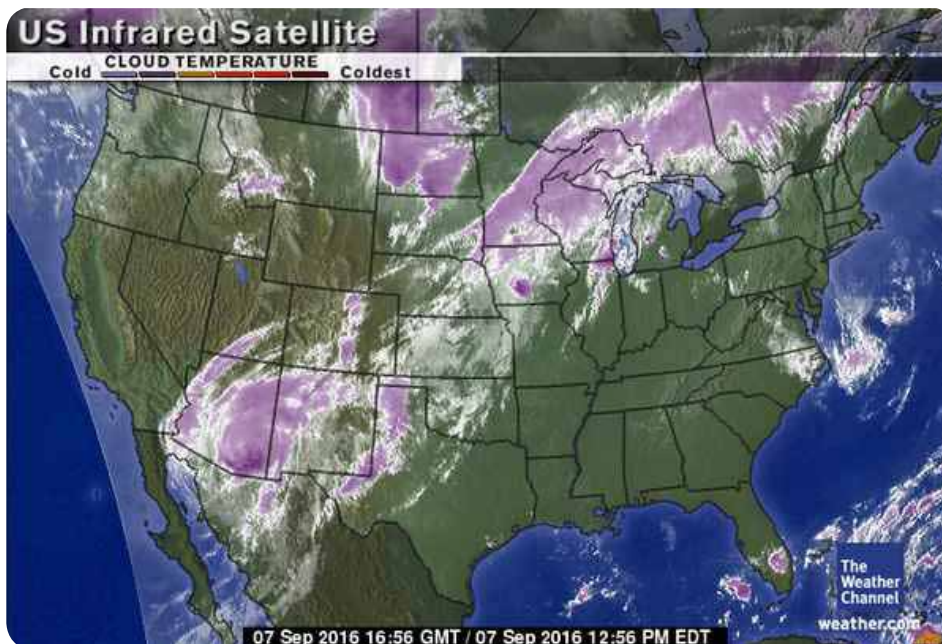 US Infrared Satellite
CLOUD TEMPERATURE
Cold Coldest
The
Weather
Channel
weather.com
07 Sep 2016 16:56 GMT / 07 Sep 2016 12:56 PM EDT